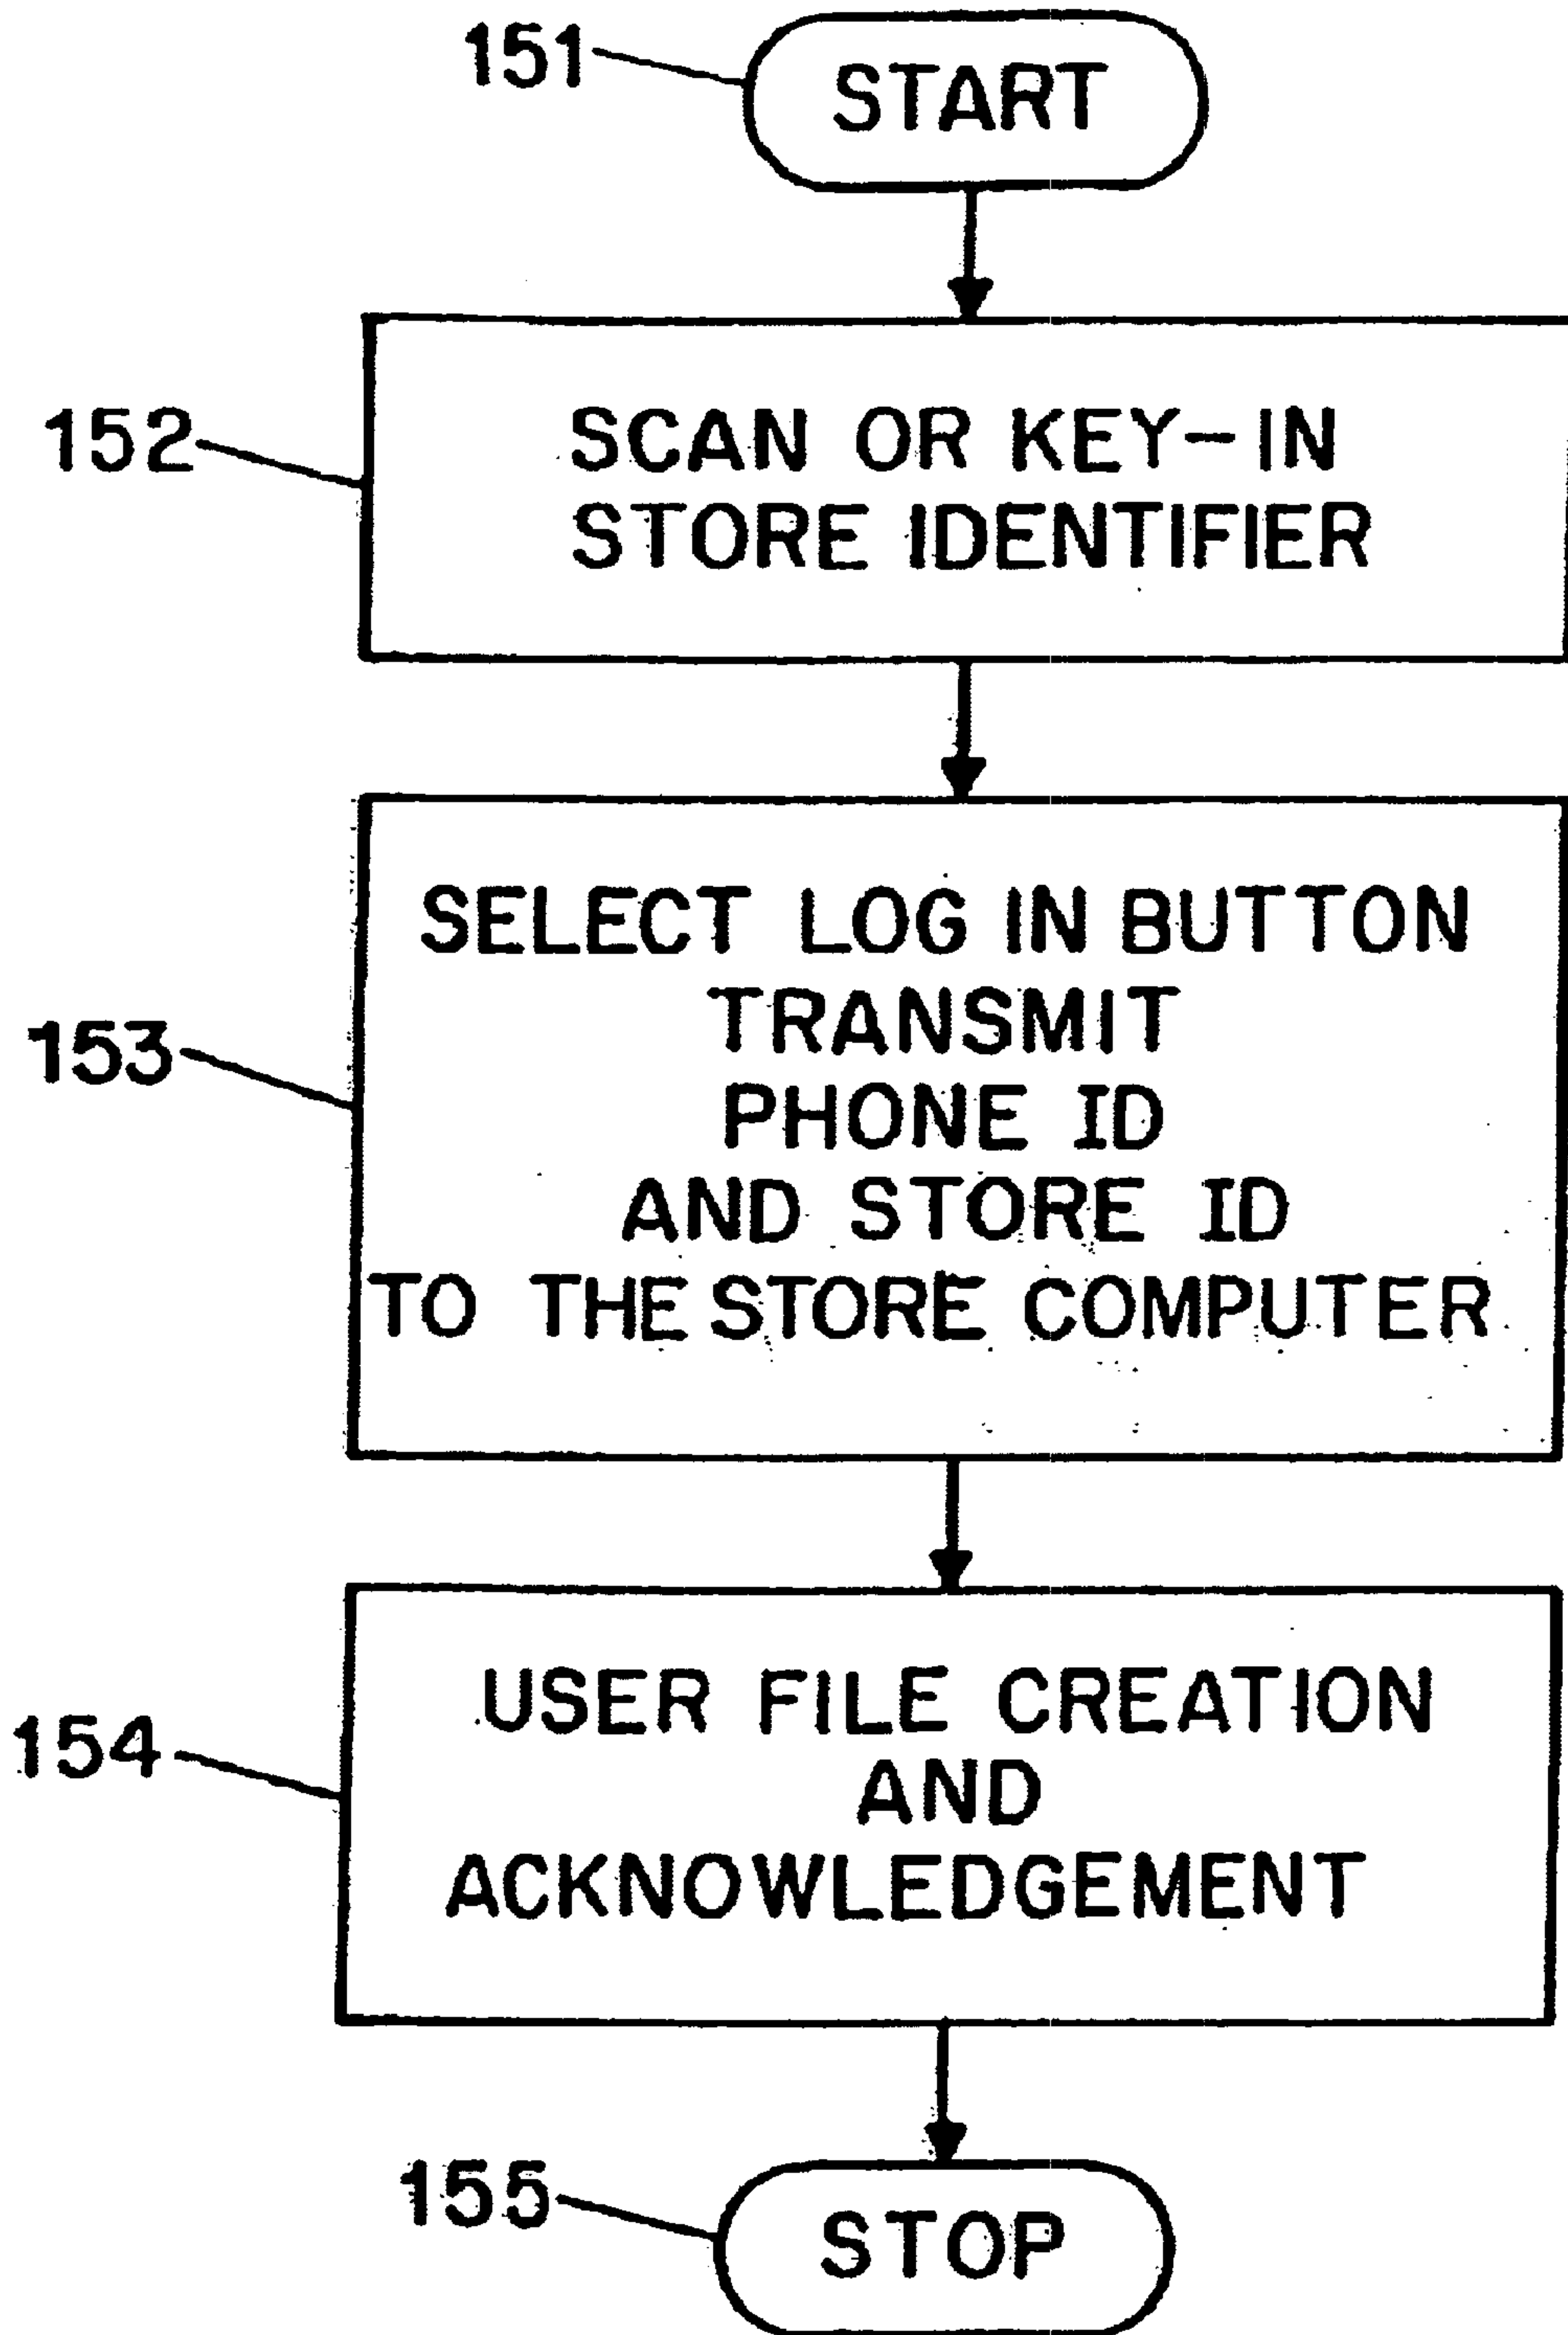 151
START
152
SCAN OR KEY-IN
STORE IDENTIFIER
153
SELECT LOG IN BUTTON
TRANSMIT
PHONE ID
AND STORE ID
TO THE STORE COMPUTER
154
USER FILE CREATION
AND
ACKNOWLEDGEMENT
155
STOP